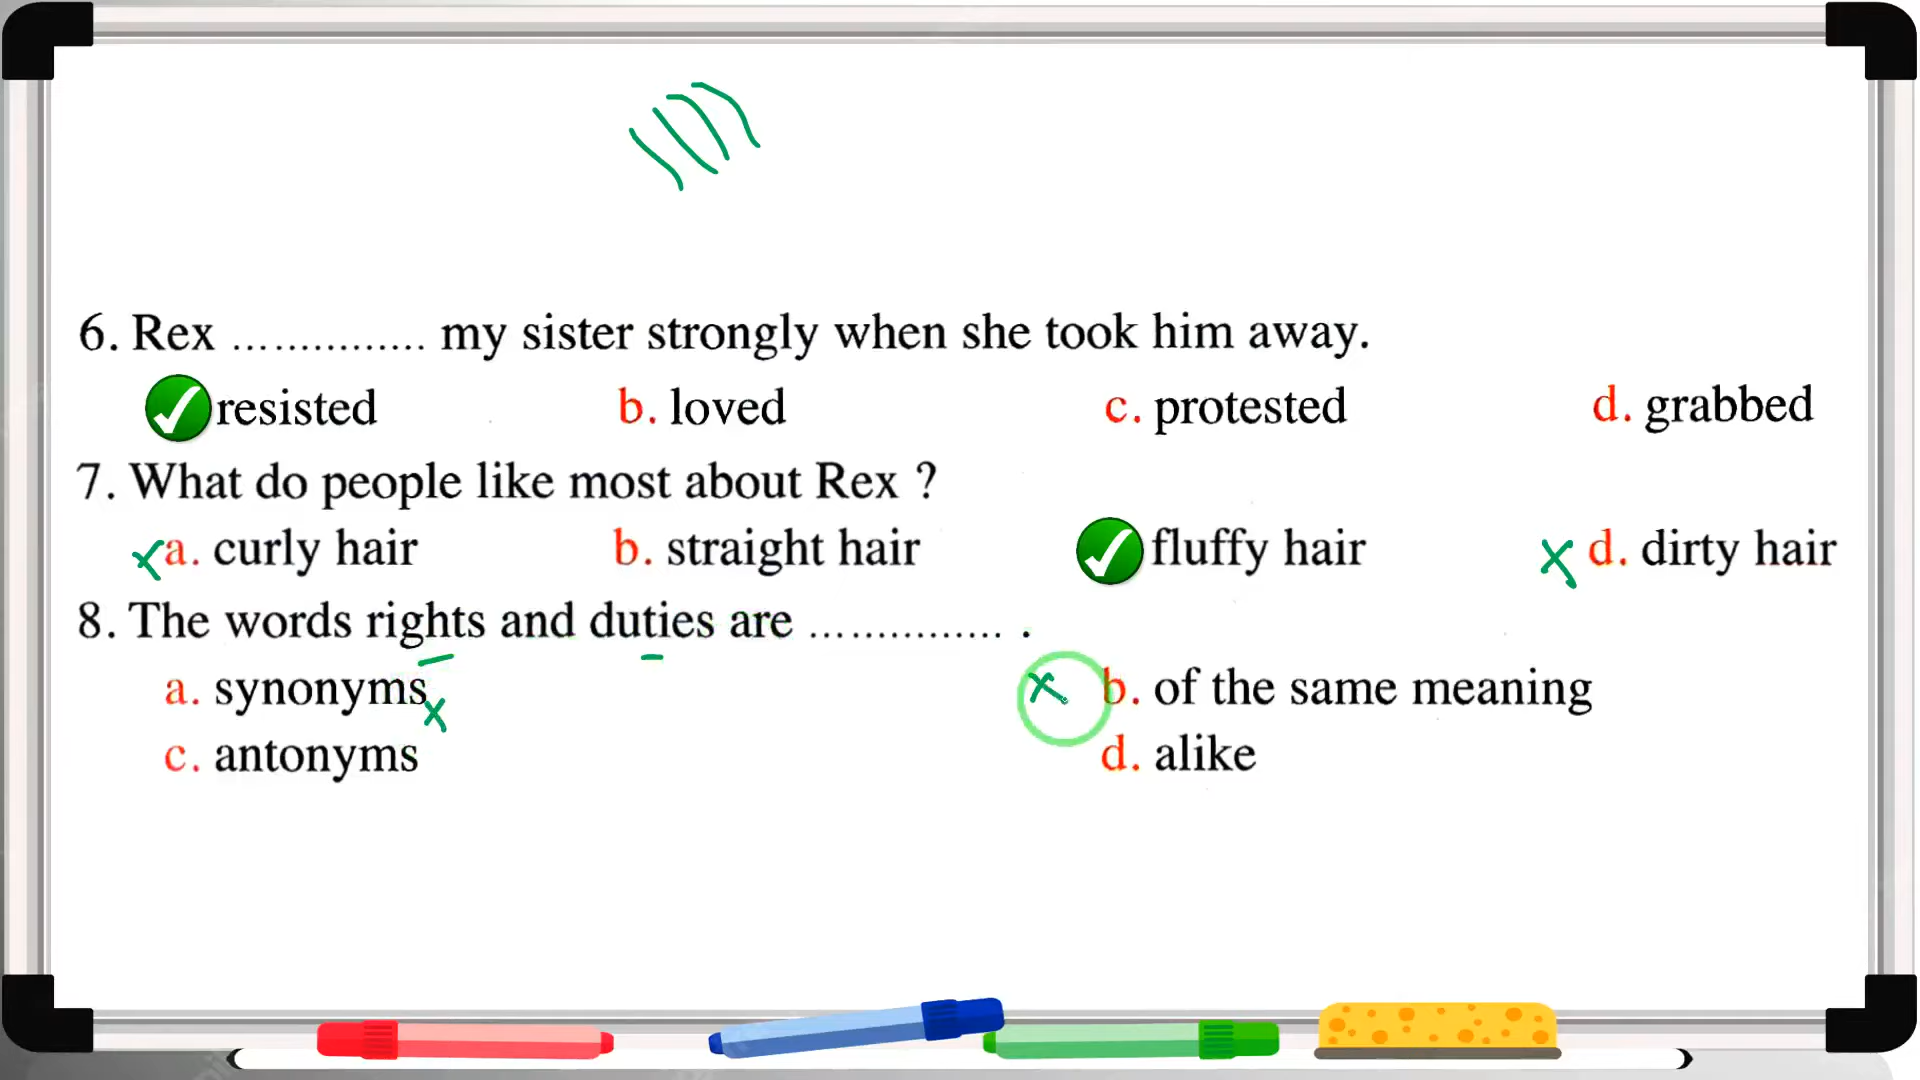 6. Rex ............... my sister strongly when she took him away.
resisted b. loved c. protested d. grabbed
7. What do people like most about Rex ?
x a. curly hair b. straight hair fluffy hair x d. dirty hair
8. The words rights and duties are ............... .
a. synonyms x x b. of the same meaning
c. antonyms d. alike